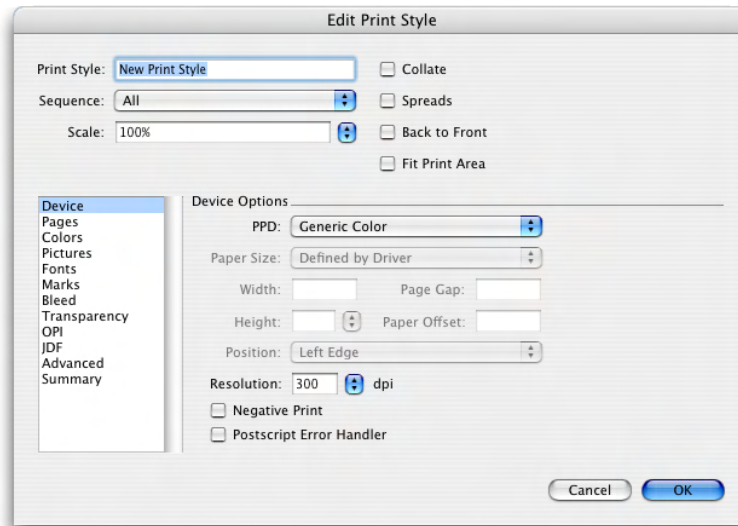 Edit Print Style
Print Style: New Print Style
Collate
Sequence: All
Spreads
Scale: 100%
Back to Front
Fit Print Area
Device
Pages
Colors
Pictures
Fonts
Marks
Bleed
Transparency
OPI
JDF
Advanced
Summary
Device Options
PPD: Generic Color
Paper Size: Defined by Driver
Width: Page Gap:
Height: Paper Offset:
Position: Left Edge
Resolution: 300 dpi
Negative Print
Postscript Error Handler
Cancel OK